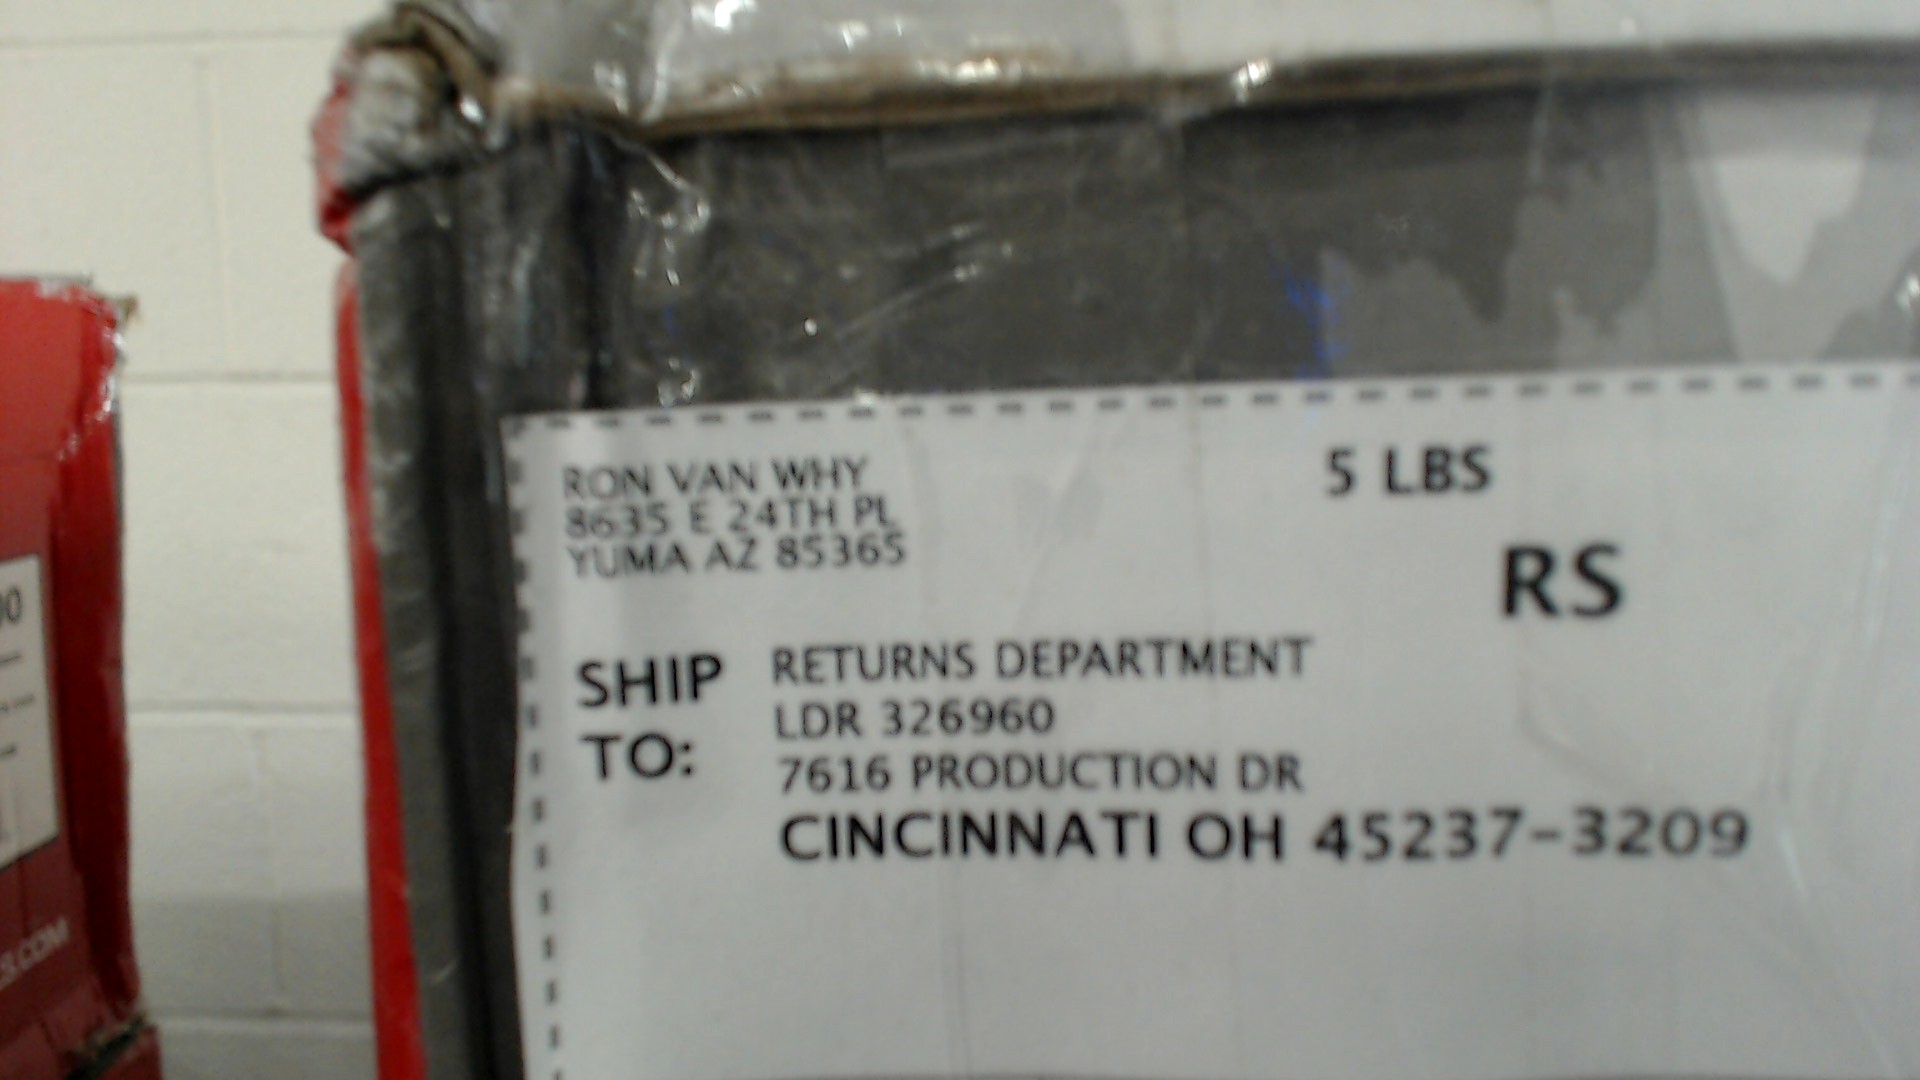 RON VAN WHY
8635 E 24TH PL
YUMA AZ 85365
5 LBS
RS
SHIP TO:
RETURNS DEPARTMENT
LDR 326960
7616 PRODUCTION DR
CINCINNATI OH 45237-3209
.COM